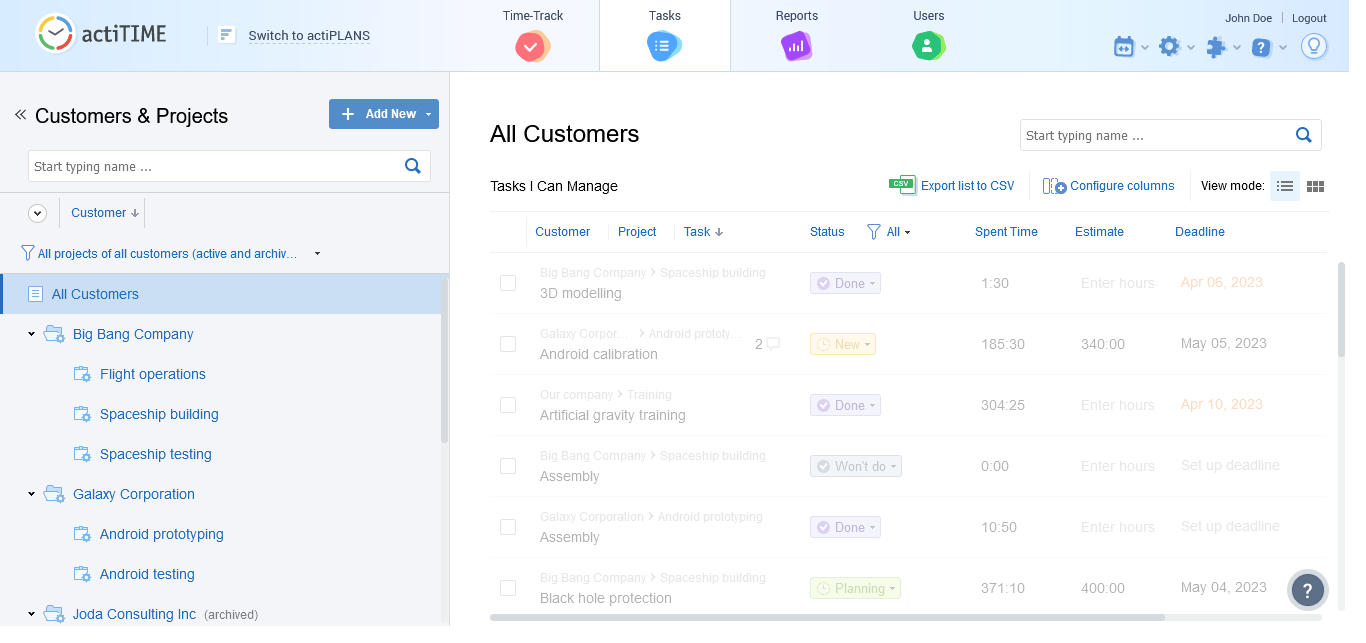 actiTIME
Switch to actiPLANS
Time-Track
Tasks
Reports
Users
John Doe
Logout
?
Customers & Projects
Add New
Start typing name ...
Customer
All projects of all customers (active and archiv...
All Customers
Big Bang Company
Flight operations
Spaceship building
Spaceship testing
Galaxy Corporation
Android prototyping
Android testing
Joda Consulting Inc (archived)
All Customers
Start typing name ...
Tasks I Can Manage
CSV Export list to CSV
Configure columns
View mode:
Customer Project Task Status All Spent Time Estimate Deadline
Big Bang Company > Spaceship building
3D modelling Done 1:30 Enter hours Apr 06, 2023
Galaxy Corpor... > Android prototy...
Android calibration 2 New 185:30 340:00 May 05, 2023
Our company > Training
Artificial gravity training Done 304:25 Enter hours Apr 10, 2023
Big Bang Company > Spaceship building
Assembly Won't do 0:00 Enter hours Set up deadline
Galaxy Corporation > Android prototyping
Assembly Done 10:50 Enter hours Set up deadline
Big Bang Company > Spaceship building
Black hole protection Planning 371:10 400:00 May 04, 2023
?